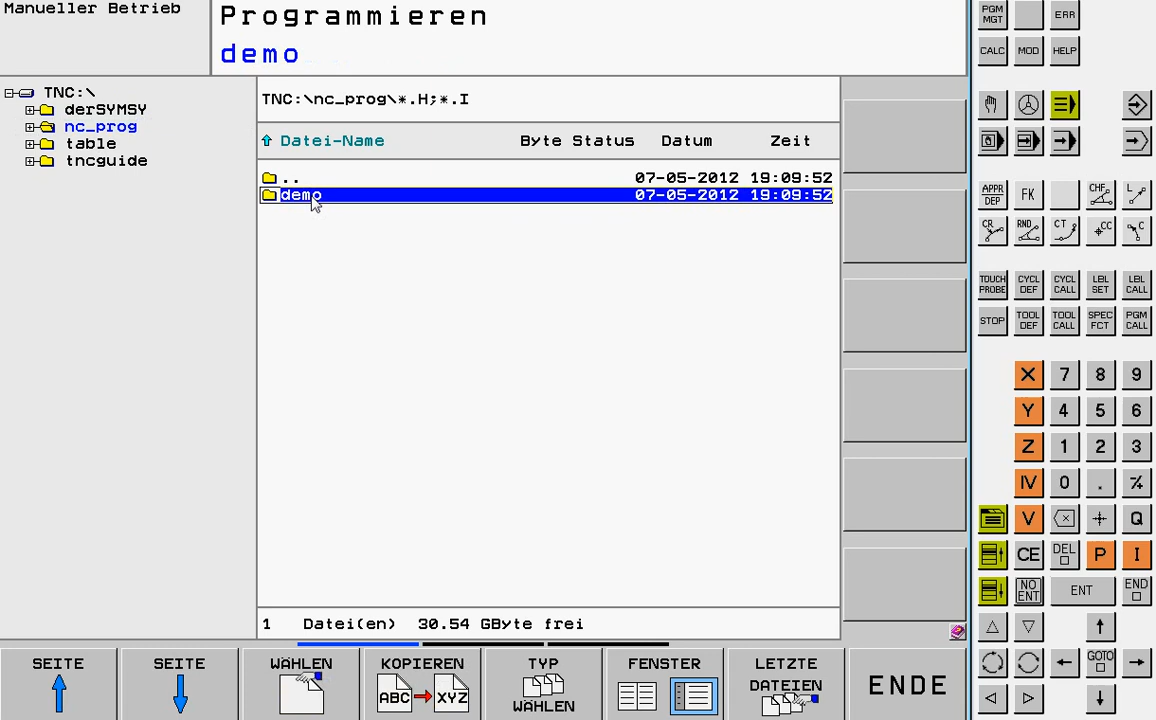 Manueller Betrieb
Programmieren
demo
TNC:\
derSYMSY
nc_prog
table
tncguide
TNC:\nc_prog\*.H;*.I
Datei-Name Byte Status Datum Zeit
.. 07-05-2012 19:09:52
demo 07-05-2012 19:09:52
1 Datei(en) 30.54 GByte frei
SEITE
SEITE
WÄHLEN
KOPIEREN
ABC XYZ
TYP
WÄHLEN
FENSTER
LETZTE
DATEIEN
ENDE
PGM MGT
ERR
CALC MOD HELP
APPR DEP
FK
CHF
L
CR
RND
CT
CC
C
TOUCH PROBE
CYCL DEF
CYCL CALL
LBL SET
LBL CALL
STOP
TOOL DEF
TOOL CALL
SPEC FCT
PGM CALL
X 7 8 9
Y 4 5 6
Z 1 2 3
IV 0 .
V Q
CE DEL P I
NO ENT
ENT
END
GOTO